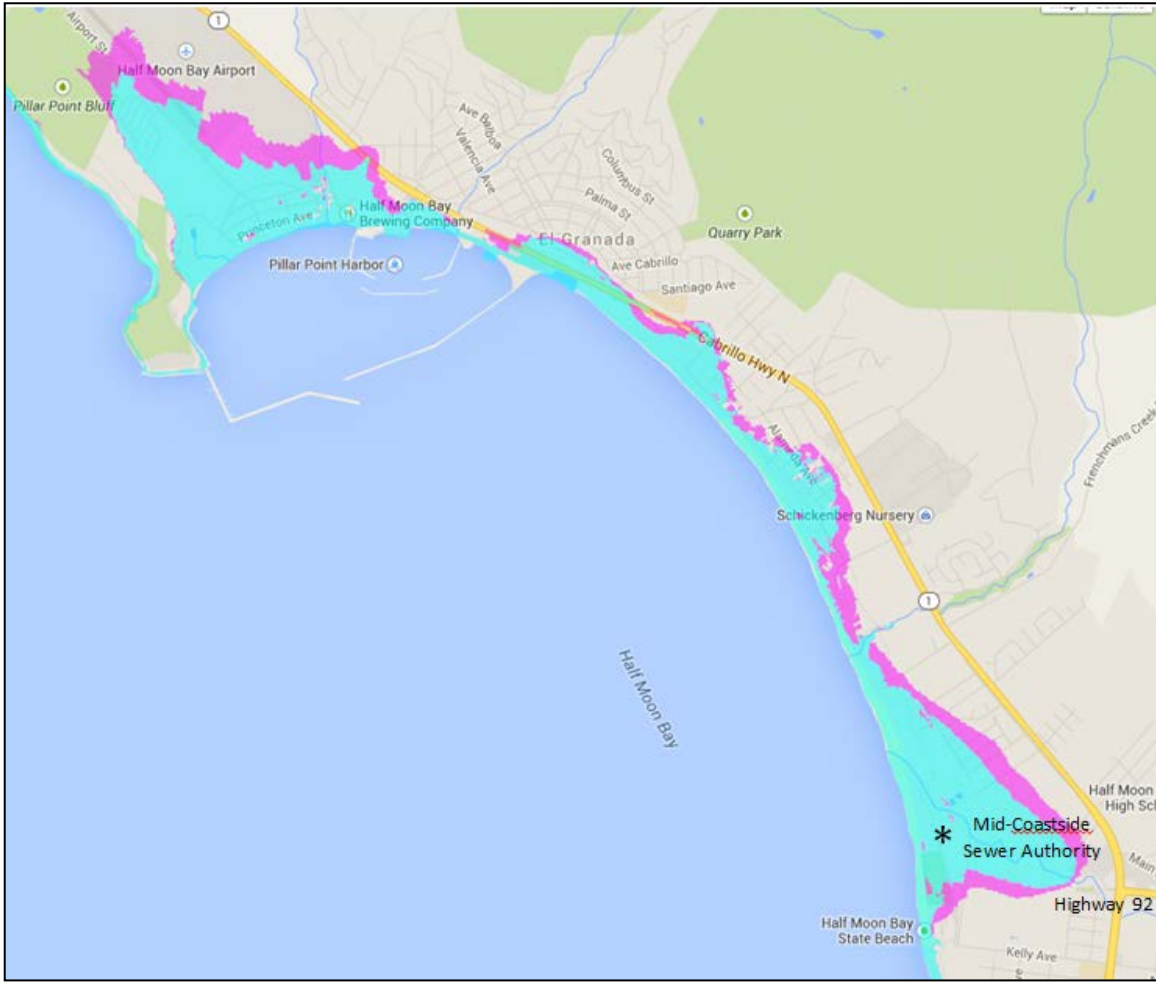 1
Airport St
Half Moon Bay Airport
Pillar Point Bluff
Ave Balboa
Valencia Ave
Columbus St
Palma St
Quarry Park
Half Moon Bay
Brewing Company
Princeton Ave
El Granada
Pillar Point Harbor
Ave Cabrillo
Santiago Ave
Cabrillo Hwy N
Alameda Ave
Frenchmans Creek
Schickenberg Nursery
1
Half Moon Bay
Half Moon
High Sch
*
Mid-Coastside
Sewer Authority
Main
Highway 92
Half Moon Bay
State Beach
Kelly Ave